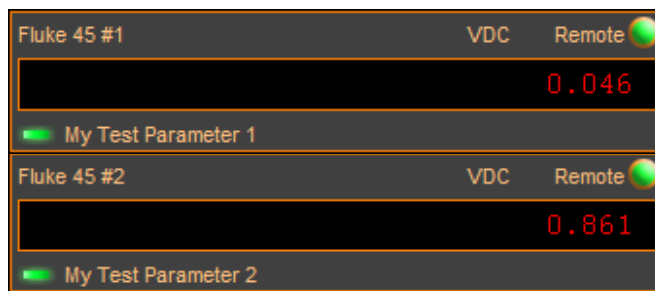 Fluke 45 #1 VDC Remote
0.046
My Test Parameter 1
Fluke 45 #2 VDC Remote
0.861
My Test Parameter 2